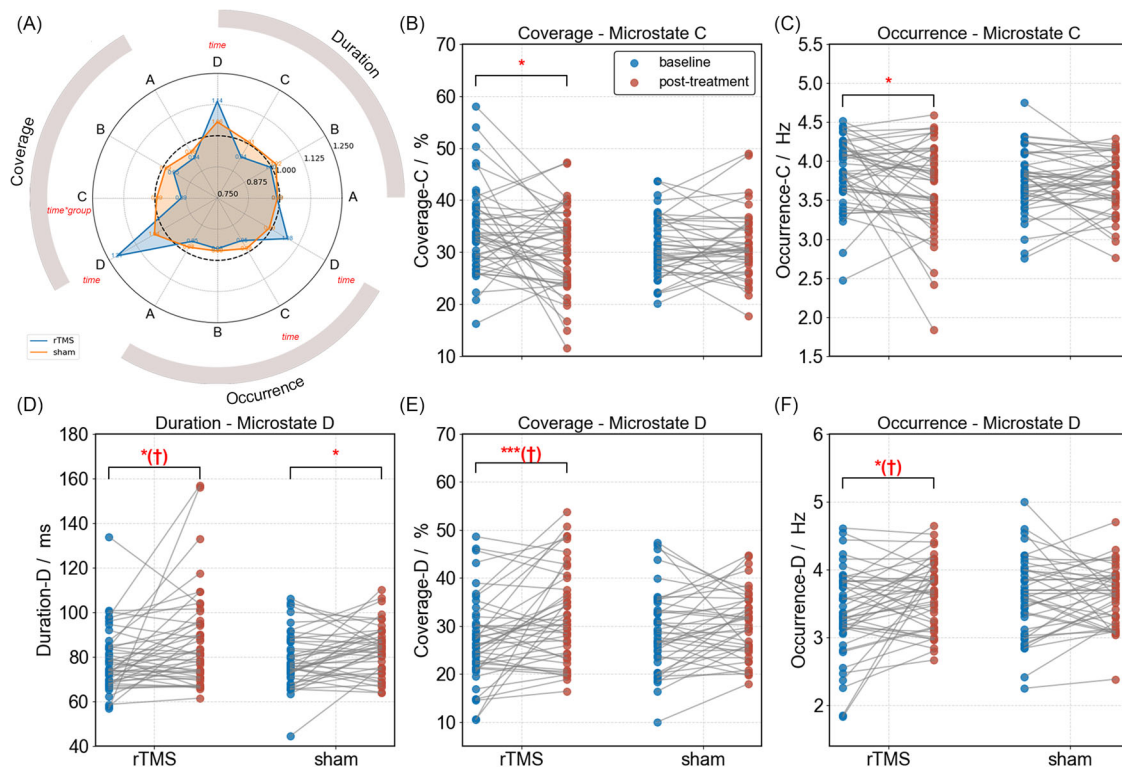 (A)
time
D
Duration
A
C
B
B
Coverage
C
time*group
A
1.250
1.125
1.000
0.875
0.750
1.14
D
time
D
time
A
C
time
B
Occurrence
rTMS
sham
(B)
Coverage - Microstate C
70
60
50
40
30
20
10
Coverage-C / %
*
baseline
post-treatment
(C)
Occurrence - Microstate C
5.5
5.0
4.5
4.0
3.5
3.0
2.5
2.0
1.5
Occurrence-C / Hz
*
(D)
Duration - Microstate D
180
160
140
120
100
80
60
40
Duration-D / ms
*(†)
*
rTMS
sham
(E)
Coverage - Microstate D
70
60
50
40
30
20
10
Coverage-D / %
***(†)
rTMS
sham
(F)
Occurrence - Microstate D
6
5
4
3
2
Occurrence-D / Hz
*(†)
rTMS
sham